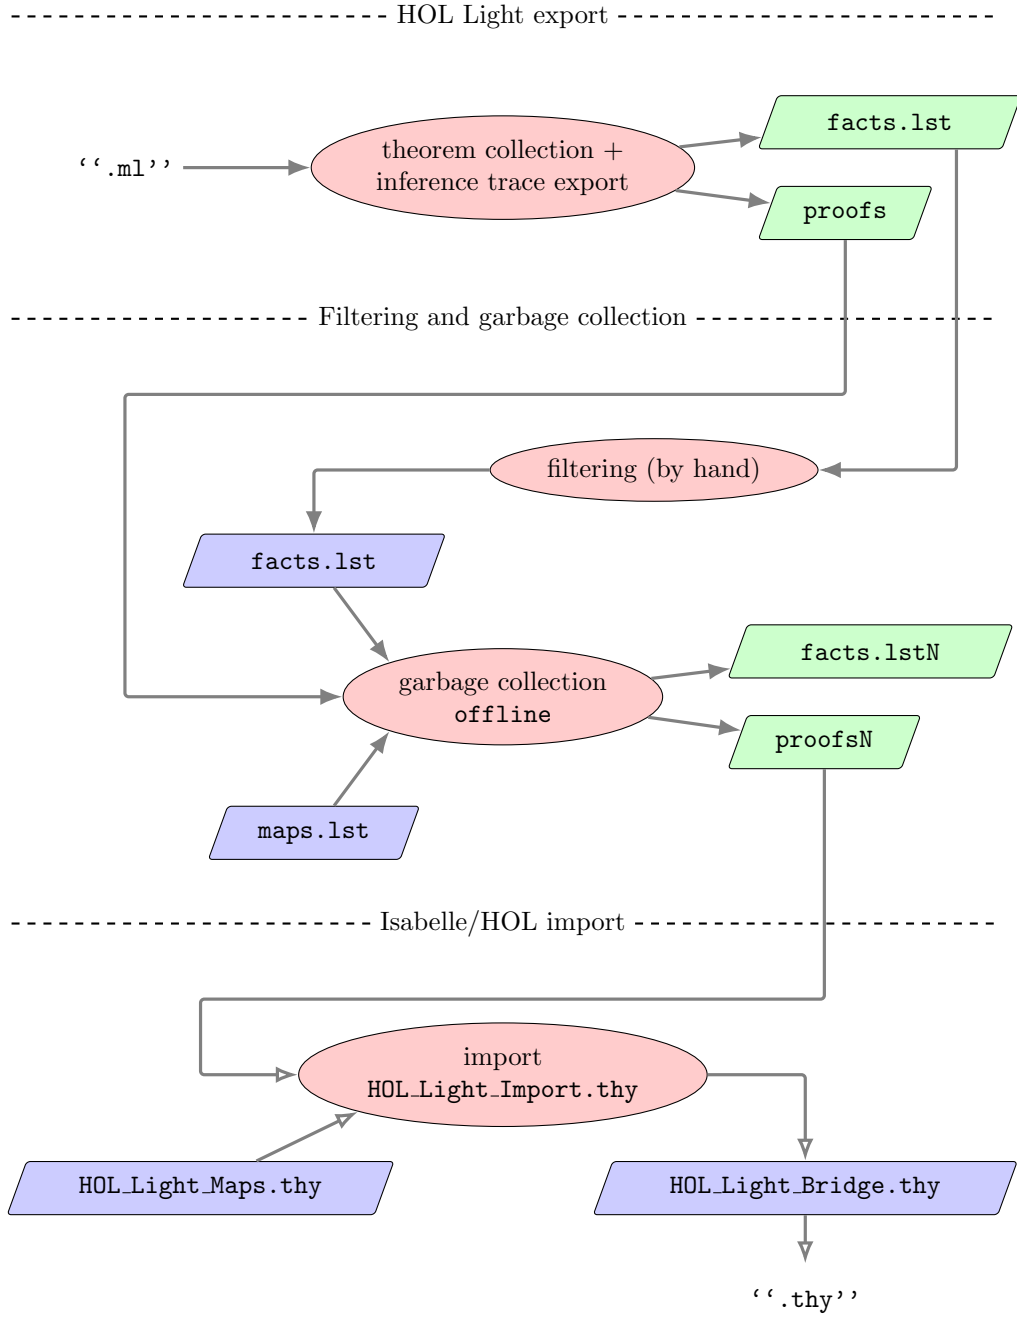 HOL Light export
facts.lst
‘‘.ml’’
theorem collection +
inference trace export
proofs
Filtering and garbage collection
filtering (by hand)
facts.lst
facts.lstN
garbage collection
offline
proofsN
maps.lst
Isabelle/HOL import
import
HOL_Light_Import.thy
HOL_Light_Maps.thy
HOL_Light_Bridge.thy
‘‘.thy’’